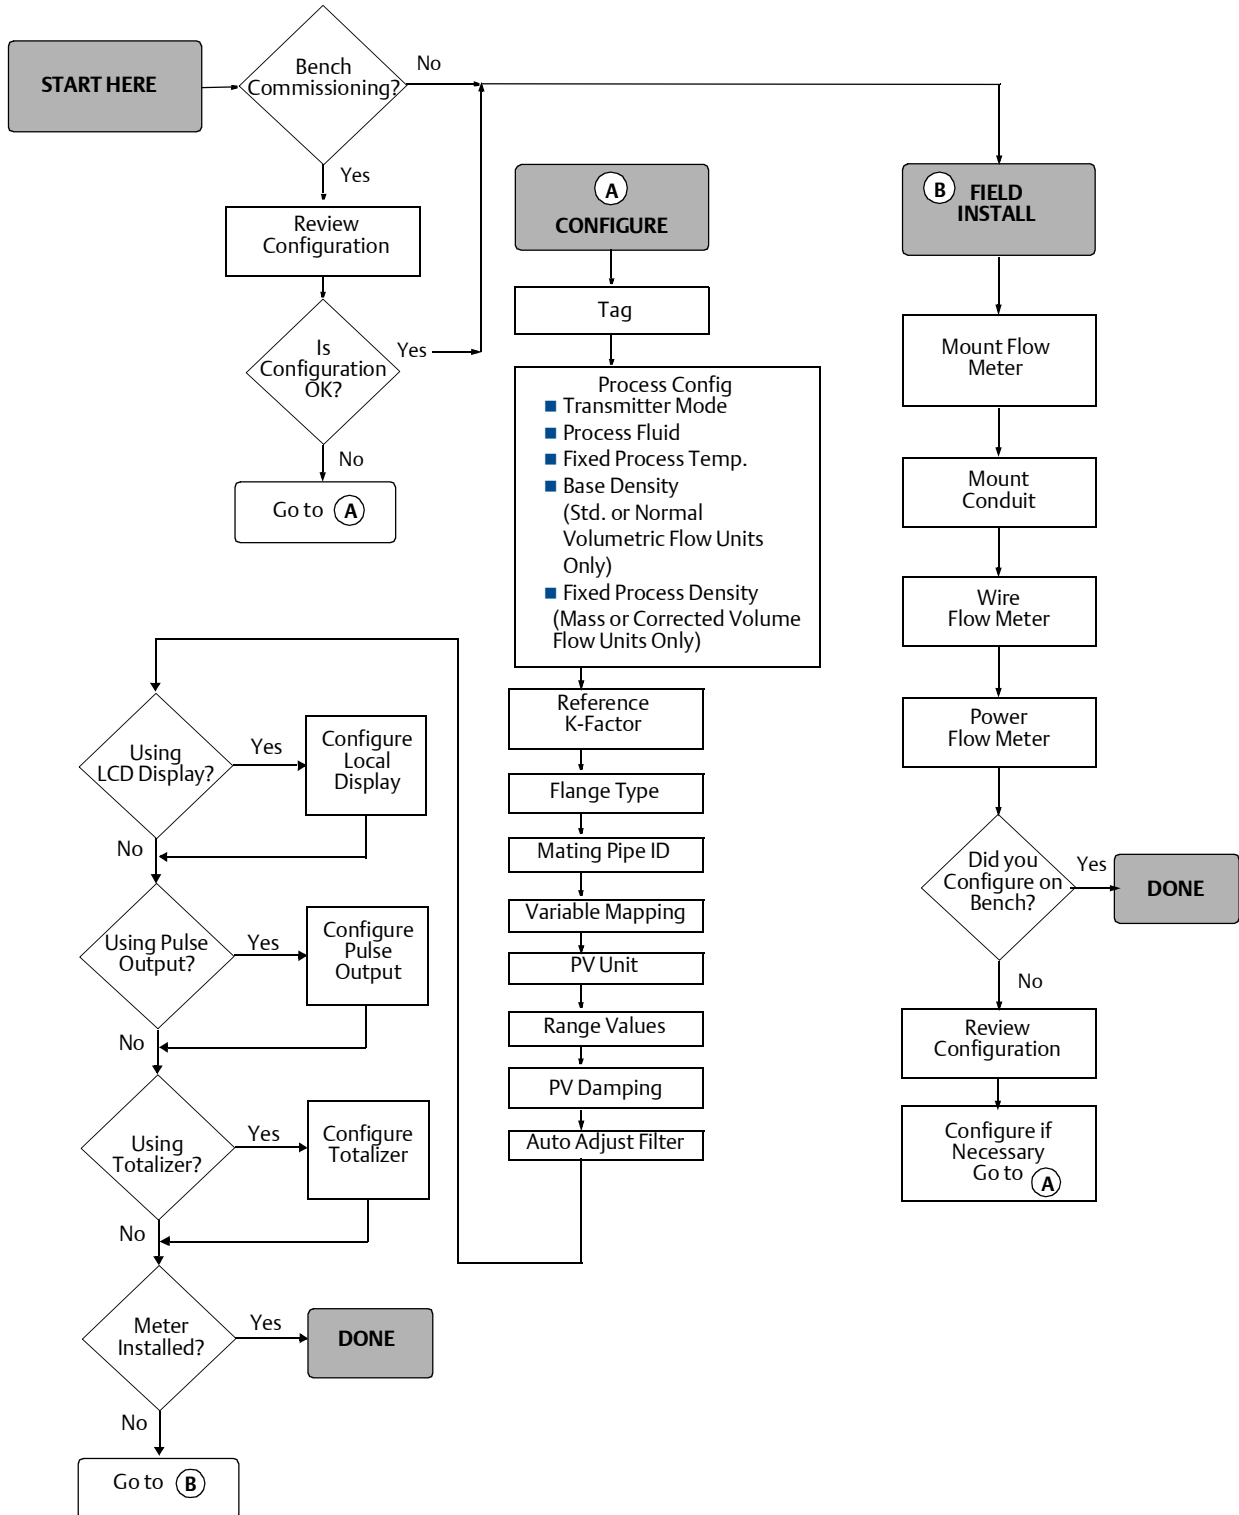 START HERE
Bench
Commissioning?
No
Yes
Review
Configuration
Is
Configuration
OK?
Yes
No
Go to A
A
CONFIGURE
Tag
Process Config
■ Transmitter Mode
■ Process Fluid
■ Fixed Process Temp.
■ Base Density
(Std. or Normal
Volumetric Flow Units
Only)
■ Fixed Process Density
(Mass or Corrected Volume
Flow Units Only)
Reference
K-Factor
Flange Type
Mating Pipe ID
Variable Mapping
PV Unit
Range Values
PV Damping
Auto Adjust Filter
Using
LCD Display?
Yes
Configure
Local
Display
No
Using Pulse
Output?
Yes
Configure
Pulse
Output
No
Using
Totalizer?
Yes
Configure
Totalizer
No
Meter
Installed?
Yes
DONE
No
Go to B
B FIELD
INSTALL
Mount Flow
Meter
Mount
Conduit
Wire
Flow Meter
Power
Flow Meter
Did you
Configure on
Bench?
Yes
DONE
No
Review
Configuration
Configure if
Necessary
Go to A